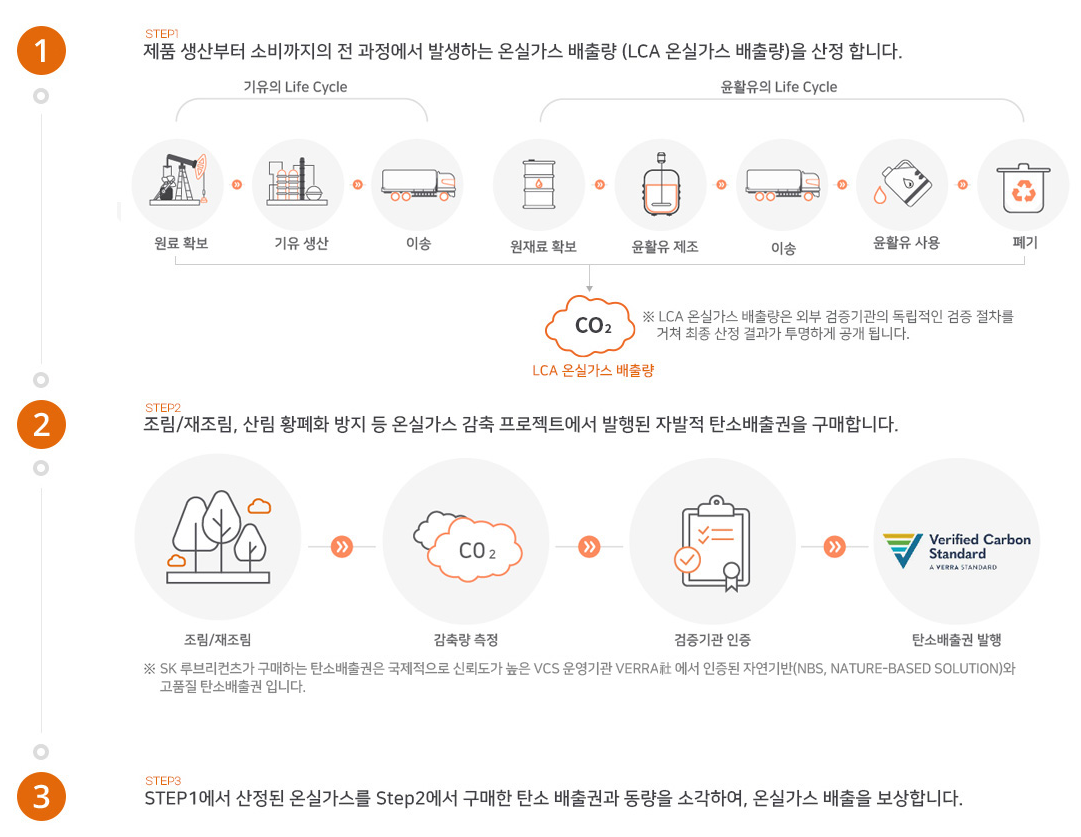 1
STEP1
제품 생산부터 소비까지의 전 과정에서 발생하는 온실가스 배출량 (LCA 온실가스 배출량)을 산정 합니다.
기유의 Life Cycle
윤활유의 Life Cycle
원료 확보
기유 생산
이송
원재료 확보
윤활유 제조
이송
윤활유 사용
폐기
CO₂
※ LCA 온실가스 배출량은 외부 검증기관의 독립적인 검증 절차를
거쳐 최종 산정 결과가 투명하게 공개 됩니다.
LCA 온실가스 배출량
2
STEP2
조림/재조림, 산림 황폐화 방지 등 온실가스 감축 프로젝트에서 발행된 자발적 탄소배출권을 구매합니다.
CO₂
Verified Carbon
Standard
A VERRA STANDARD
조림/재조림
감축량 측정
검증기관 인증
탄소배출권 발행
※ SK 루브리컨츠가 구매하는 탄소배출권은 국제적으로 신뢰도가 높은 VCS 운영기관 VERRA社 에서 인증된 자연기반(NBS, NATURE-BASED SOLUTION)와
고품질 탄소배출권 입니다.
3
STEP3
STEP1에서 산정된 온실가스를 Step2에서 구매한 탄소 배출권과 동량을 소각하여, 온실가스 배출을 보상합니다.